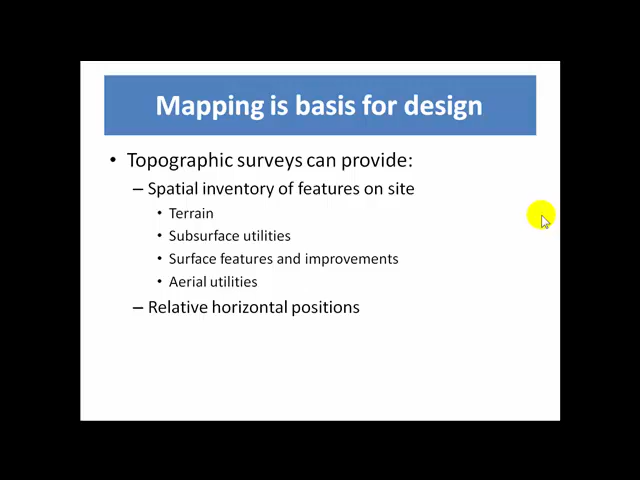 Mapping is basis for design
• Topographic surveys can provide:
– Spatial inventory of features on site
• Terrain
• Subsurface utilities
• Surface features and improvements
• Aerial utilities
– Relative horizontal positions